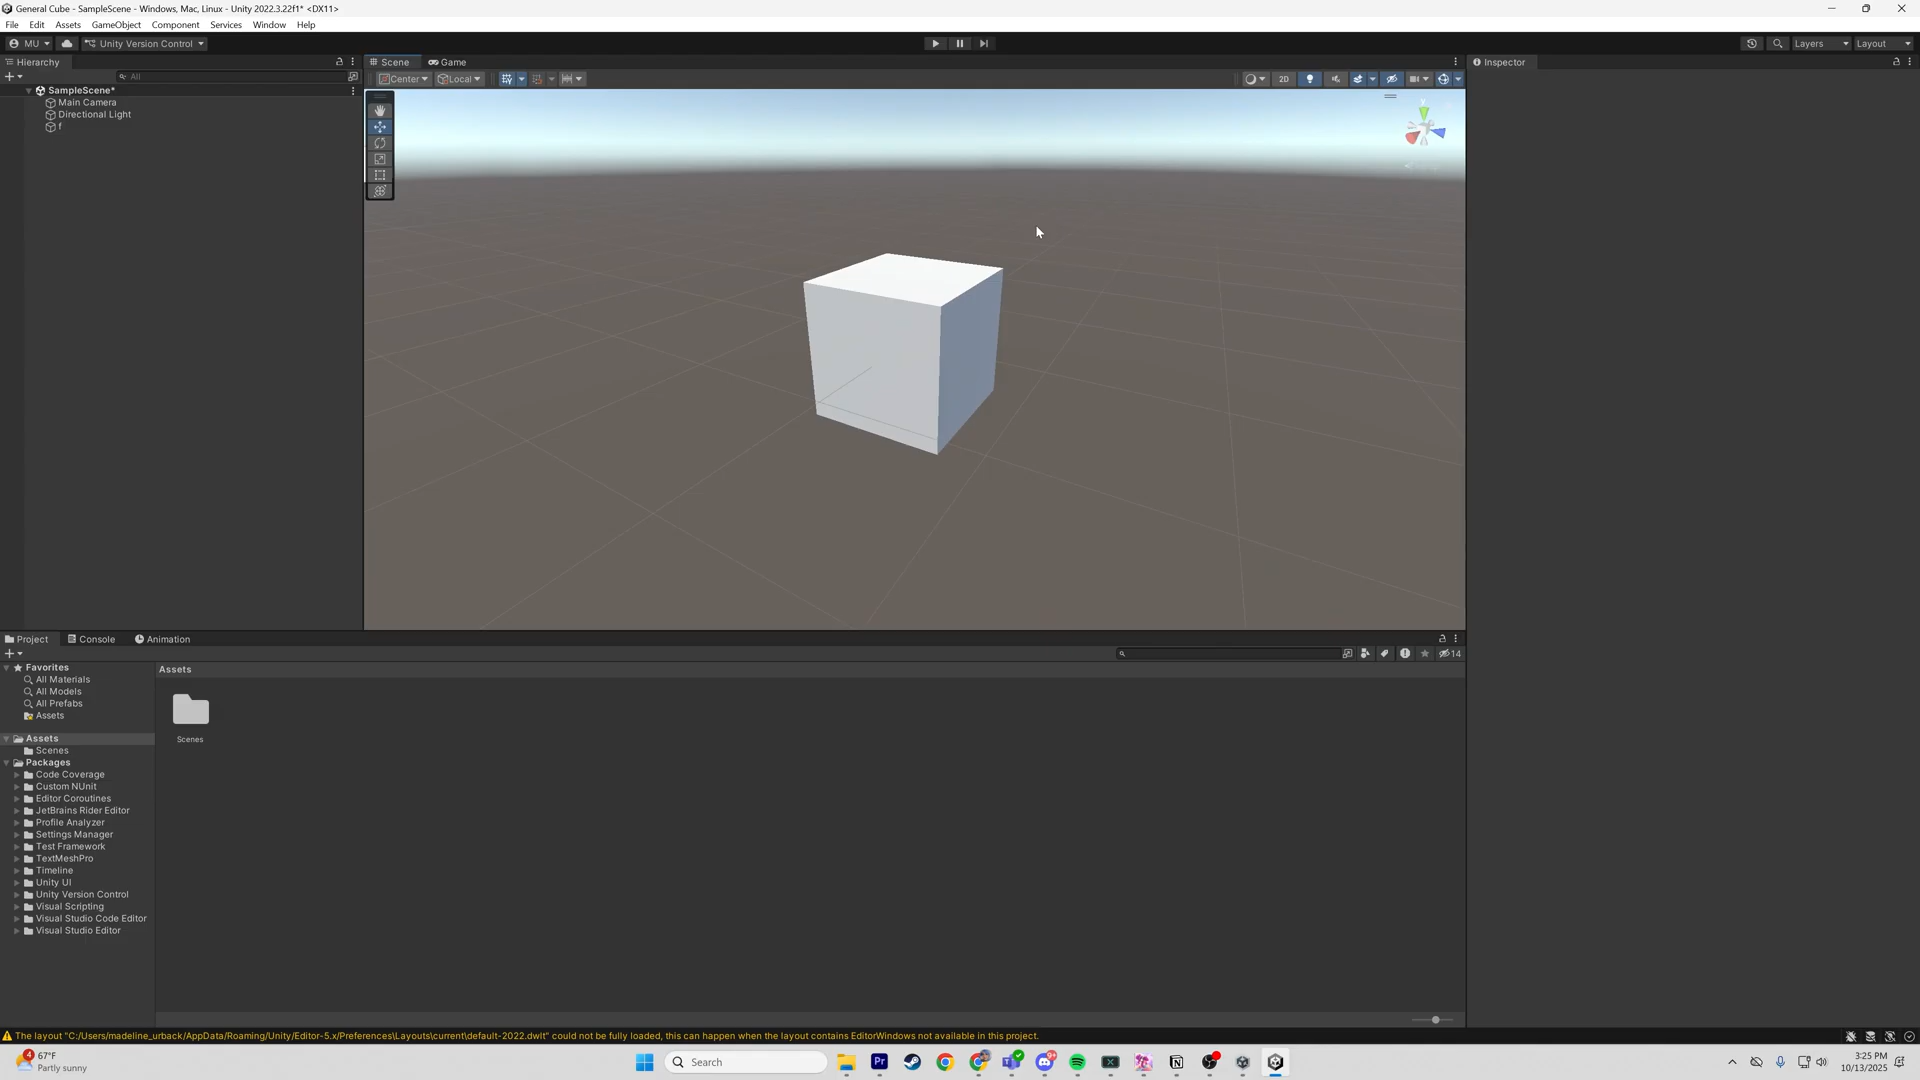 General Cube - SampleScene - Windows, Mac, Linux - Unity 2022.3.22f1* <DX11>
File Edit Assets GameObject Component Services Window Help
MU Unity Version Control Layers Layout
Hierarchy
All
SampleScene*
Main Camera
Directional Light
f
Scene Game
Center Local 2D
Inspector
Project Console Animation
14
Favorites
All Materials
All Models
All Prefabs
Assets
Assets
Scenes
Packages
Code Coverage
Custom NUnit
Editor Coroutines
JetBrains Rider Editor
Profile Analyzer
Settings Manager
Test Framework
TextMeshPro
Timeline
Unity UI
Unity Version Control
Visual Scripting
Visual Studio Code Editor
Visual Studio Editor
Assets
Scenes
The layout "C:/Users/madeline_urback/AppData/Roaming/Unity/Editor-5.x/Preferences\Layouts\current\default-2022.dwlt" could not be fully loaded, this can happen when the layout contains EditorWindows not available in this project.
4
67°F
Partly sunny
Search
Pr
3:25 PM
10/13/2025